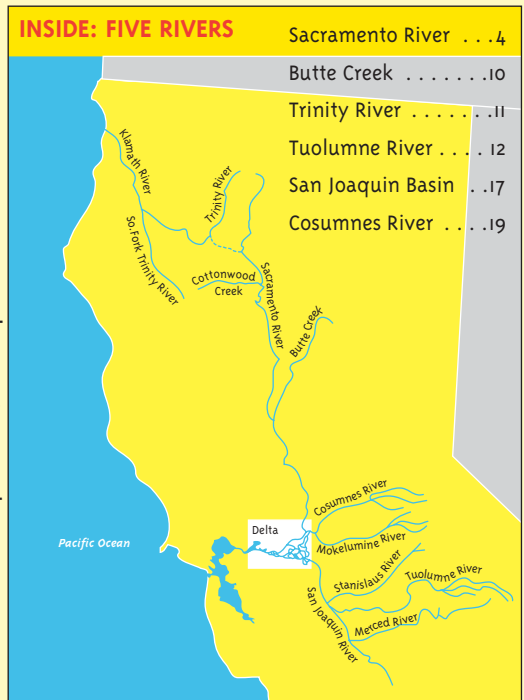 INSIDE: FIVE RIVERS
Sacramento River . . .4
Butte Creek . . . . . . .10
Trinity River . . . . . . .11
Tuolumne River . . . . 12
San Joaquin Basin . .17
Cosumnes River . . . .19
Klamath River
Trinity River
So.Fork Trinity River
Cottonwood
Creek
Sacramento River
Butte Creek
Cosumnes River
Delta
Mokelumine River
Pacific Ocean
Stanislaus River
Tuolumne River
San Joaquin River
Merced River